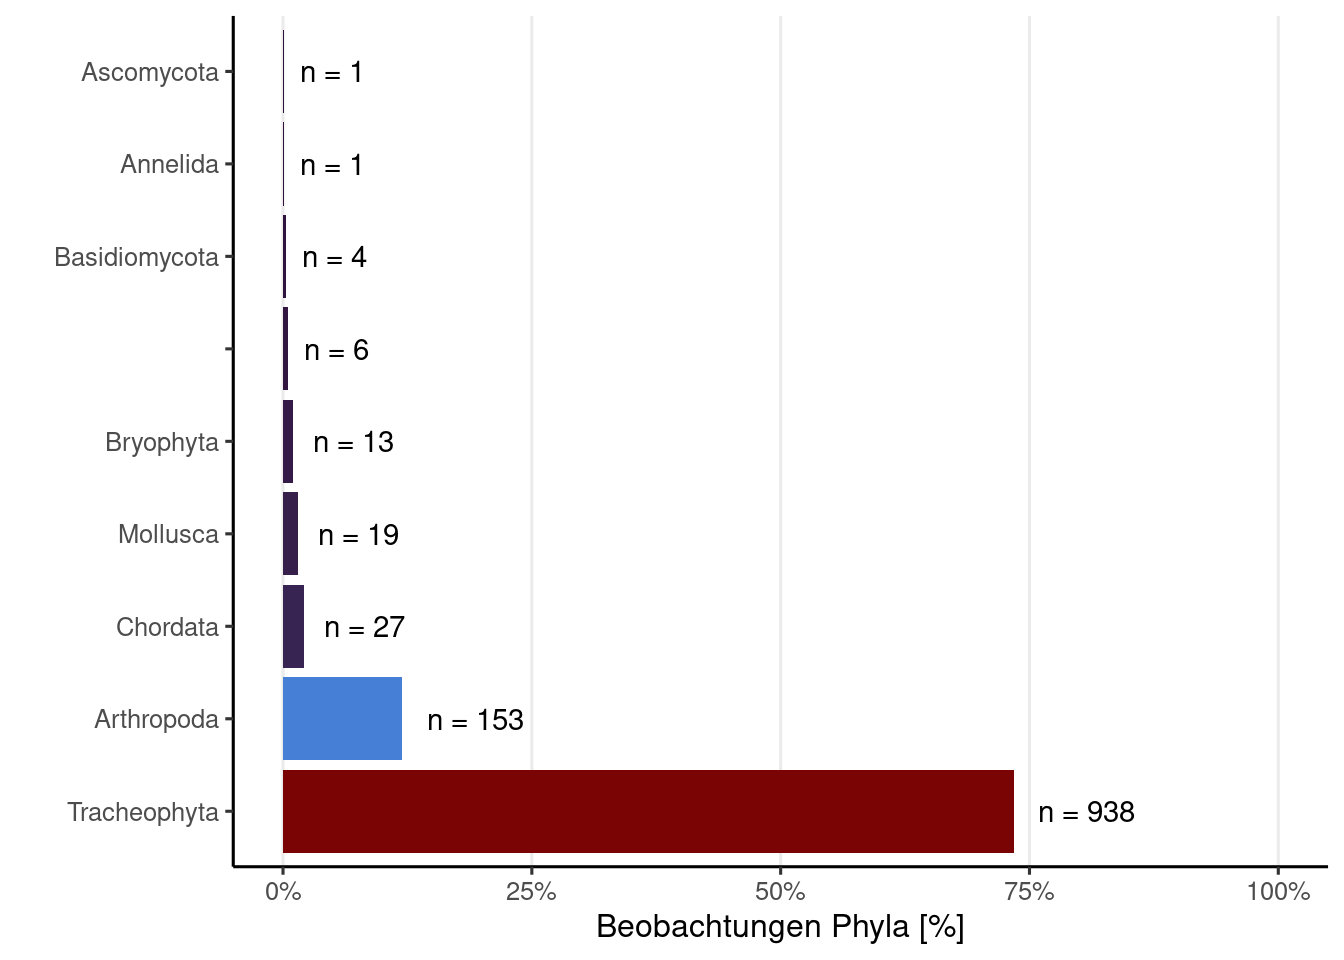 Ascomycota n = 1
Annelida n = 1
Basidiomycota n = 4
n = 6
Bryophyta n = 13
Mollusca n = 19
Chordata n = 27
Arthropoda n = 153
Tracheophyta n = 938
0% 25% 50% 75% 100%
Beobachtungen Phyla [%]